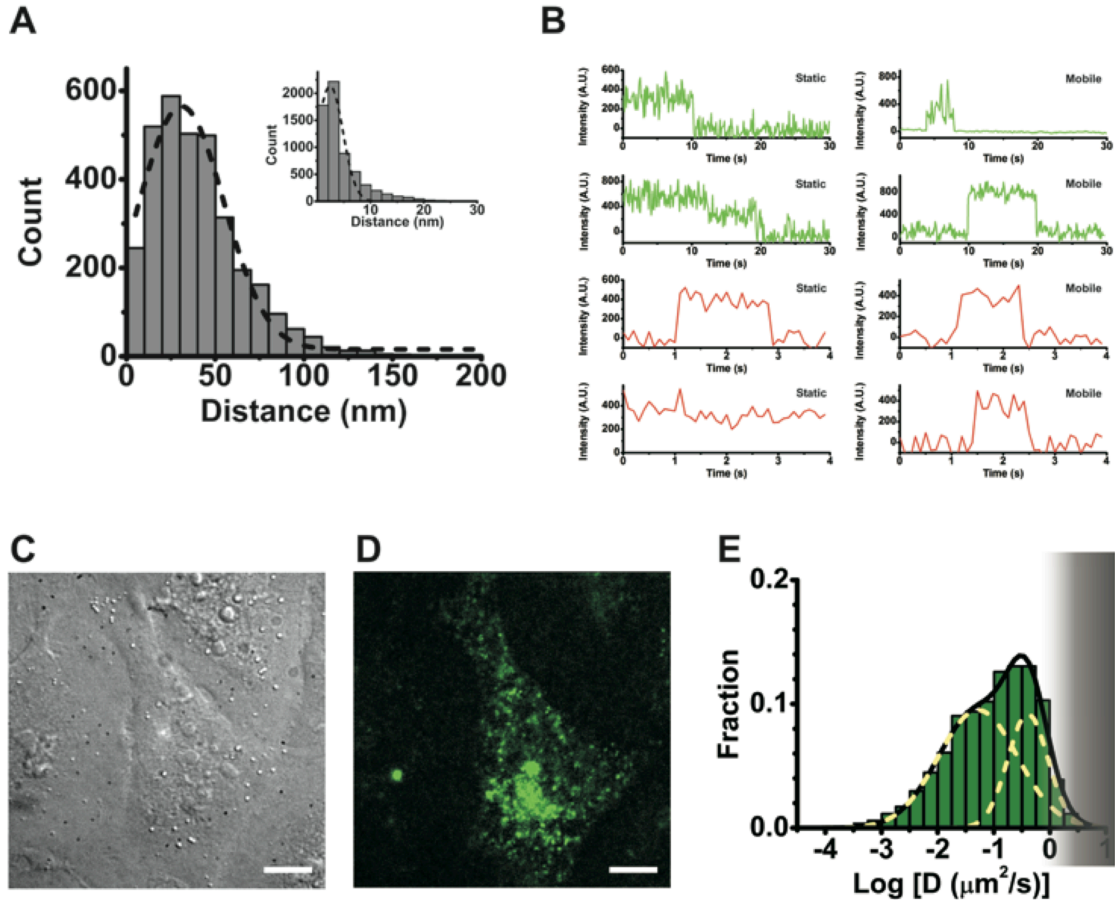 A
600
400
200
0
Count
0 50 100 150 200
Distance (nm)
2000
1500
1000
500
0
Count
10 20 30
Distance (nm)
B
Intensity (A.U.)
600
400
200
0
Static
0 10 20 30
Time (s)
Intensity (A.U.)
800
400
0
Mobile
0 10 20 30
Time (s)
Intensity (A.U.)
800
400
0
Static
0 10 20 30
Time (s)
Intensity (A.U.)
800
400
0
Mobile
0 10 20 30
Time (s)
Intensity (A.U.)
600
400
200
0
Static
0 1 2 3 4
Time (s)
Intensity (A.U.)
400
200
0
Mobile
0 1 2 3 4
Time (s)
Intensity (A.U.)
400
200
0
Static
0 1 2 3 4
Time (s)
Intensity (A.U.)
400
200
0
Mobile
0 1 2 3 4
Time (s)
C
D
E
0.2
0.1
0.0
Fraction
-4 -3 -2 -1 0 1
Log [D (μm²/s)]